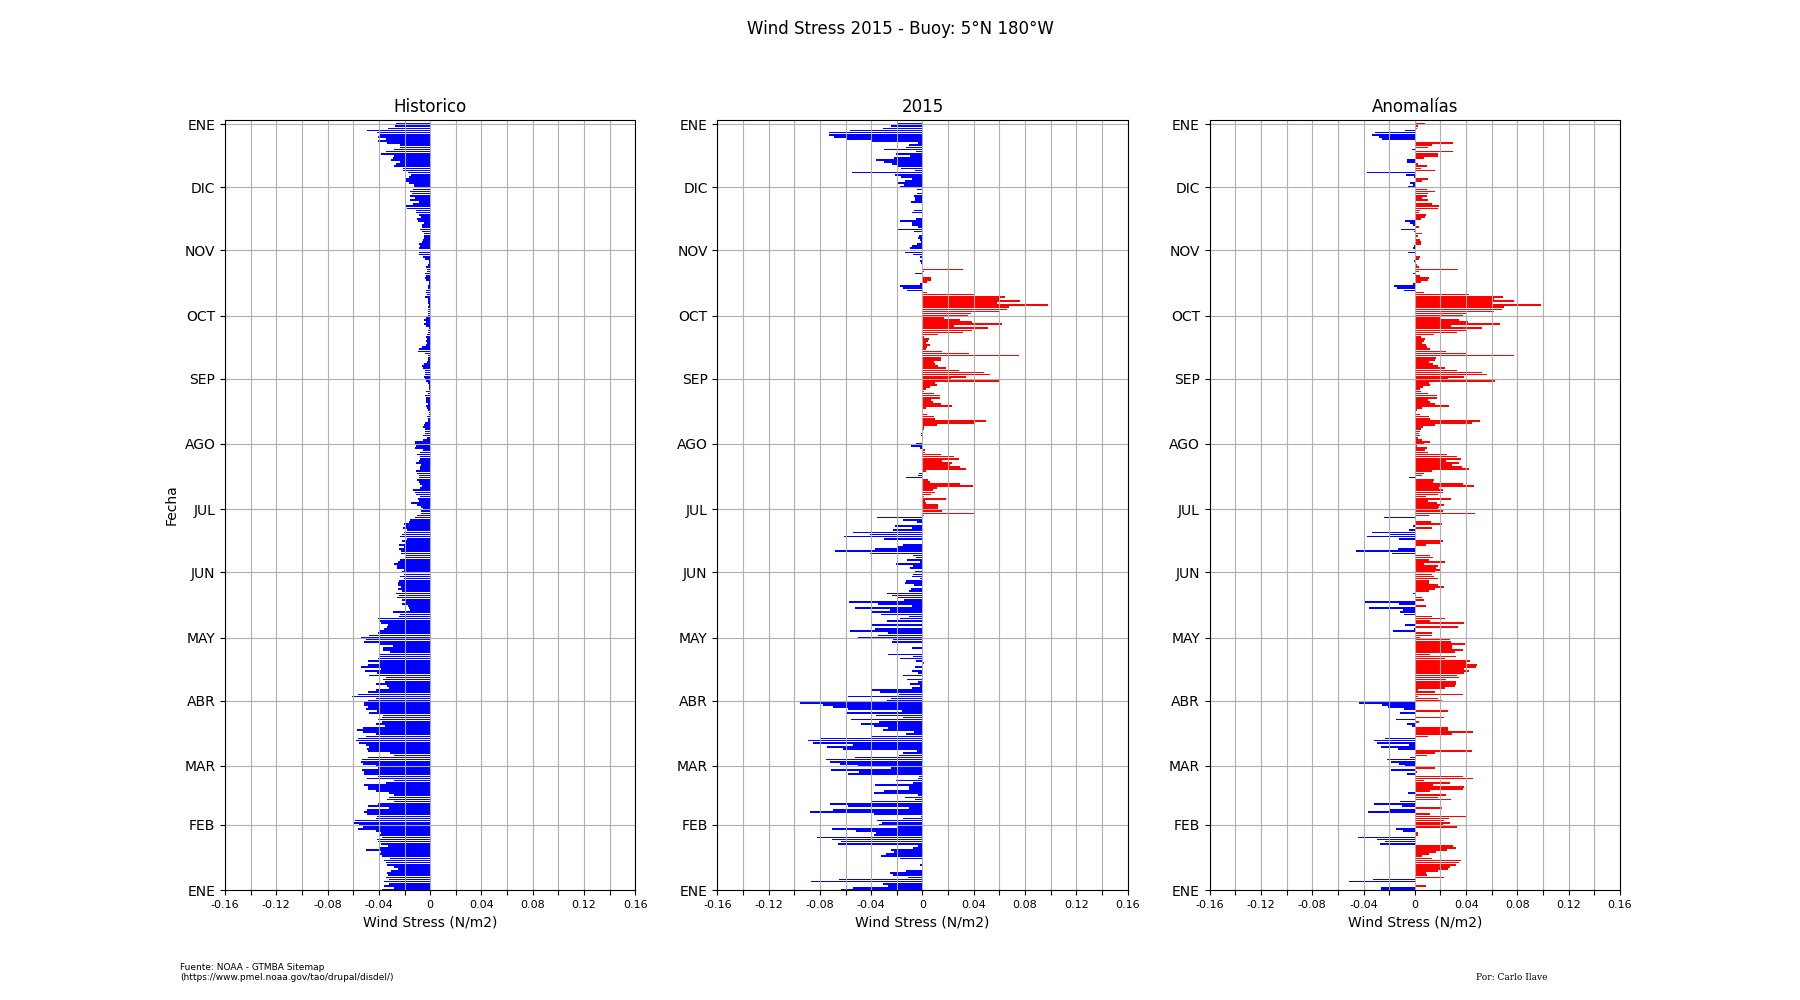 Wind Stress 2015 - Buoy: 5°N 180°W
Historico
2015
Anomalías
ENE
DIC
NOV
OCT
SEP
AGO
JUL
JUN
MAY
ABR
MAR
FEB
ENE
Fecha
-0.16 -0.12 -0.08 -0.04 0 0.04 0.08 0.12 0.16
Wind Stress (N/m2)
ENE
DIC
NOV
OCT
SEP
AGO
JUL
JUN
MAY
ABR
MAR
FEB
ENE
-0.16 -0.12 -0.08 -0.04 0 0.04 0.08 0.12 0.16
Wind Stress (N/m2)
ENE
DIC
NOV
OCT
SEP
AGO
JUL
JUN
MAY
ABR
MAR
FEB
ENE
-0.16 -0.12 -0.08 -0.04 0 0.04 0.08 0.12 0.16
Wind Stress (N/m2)
Fuente: NOAA - GTMBA Sitemap
(https://www.pmel.noaa.gov/tao/drupal/disdel/)
Por: Carlo Ilave